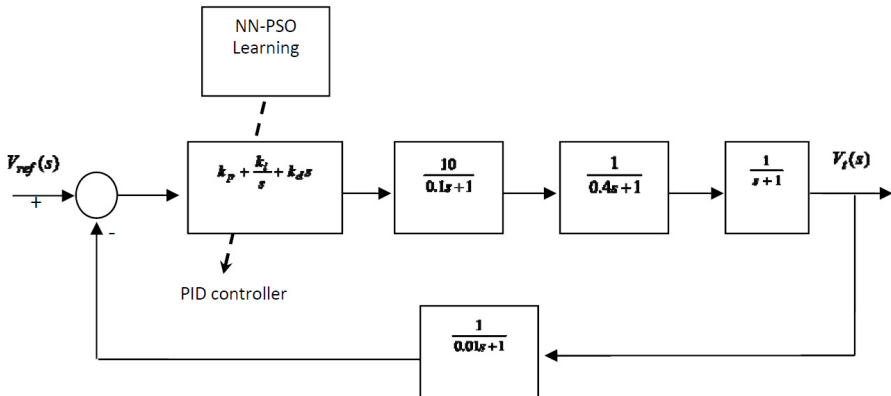 NN-PSO
Learning
V_ref(s)
+
-
k_p + k_i/s + k_d s
10/(0.1s+1)
1/(0.4s+1)
1/(s+1)
V_t(s)
PID controller
1/(0.01s+1)